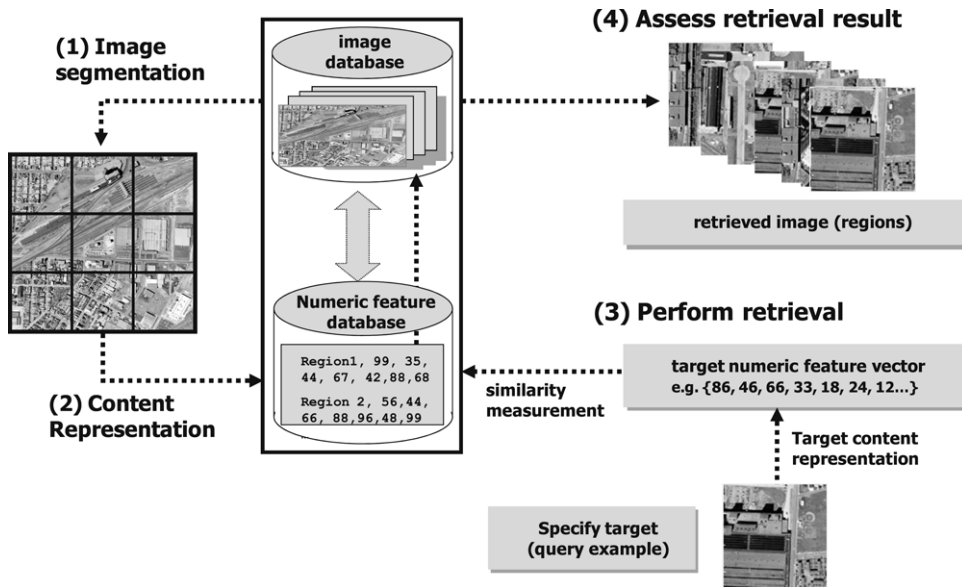 (1) Image
segmentation
image
database
(4) Assess retrieval result
retrieved image (regions)
Numeric feature
database
Region1, 99, 35,
44, 67, 42,88,68
Region 2, 56,44,
66, 88,96,48,99
(2) Content
Representation
(3) Perform retrieval
target numeric feature vector
e.g. {86, 46, 66, 33, 18, 24, 12...}
similarity
measurement
Target content
representation
Specify target
(query example)